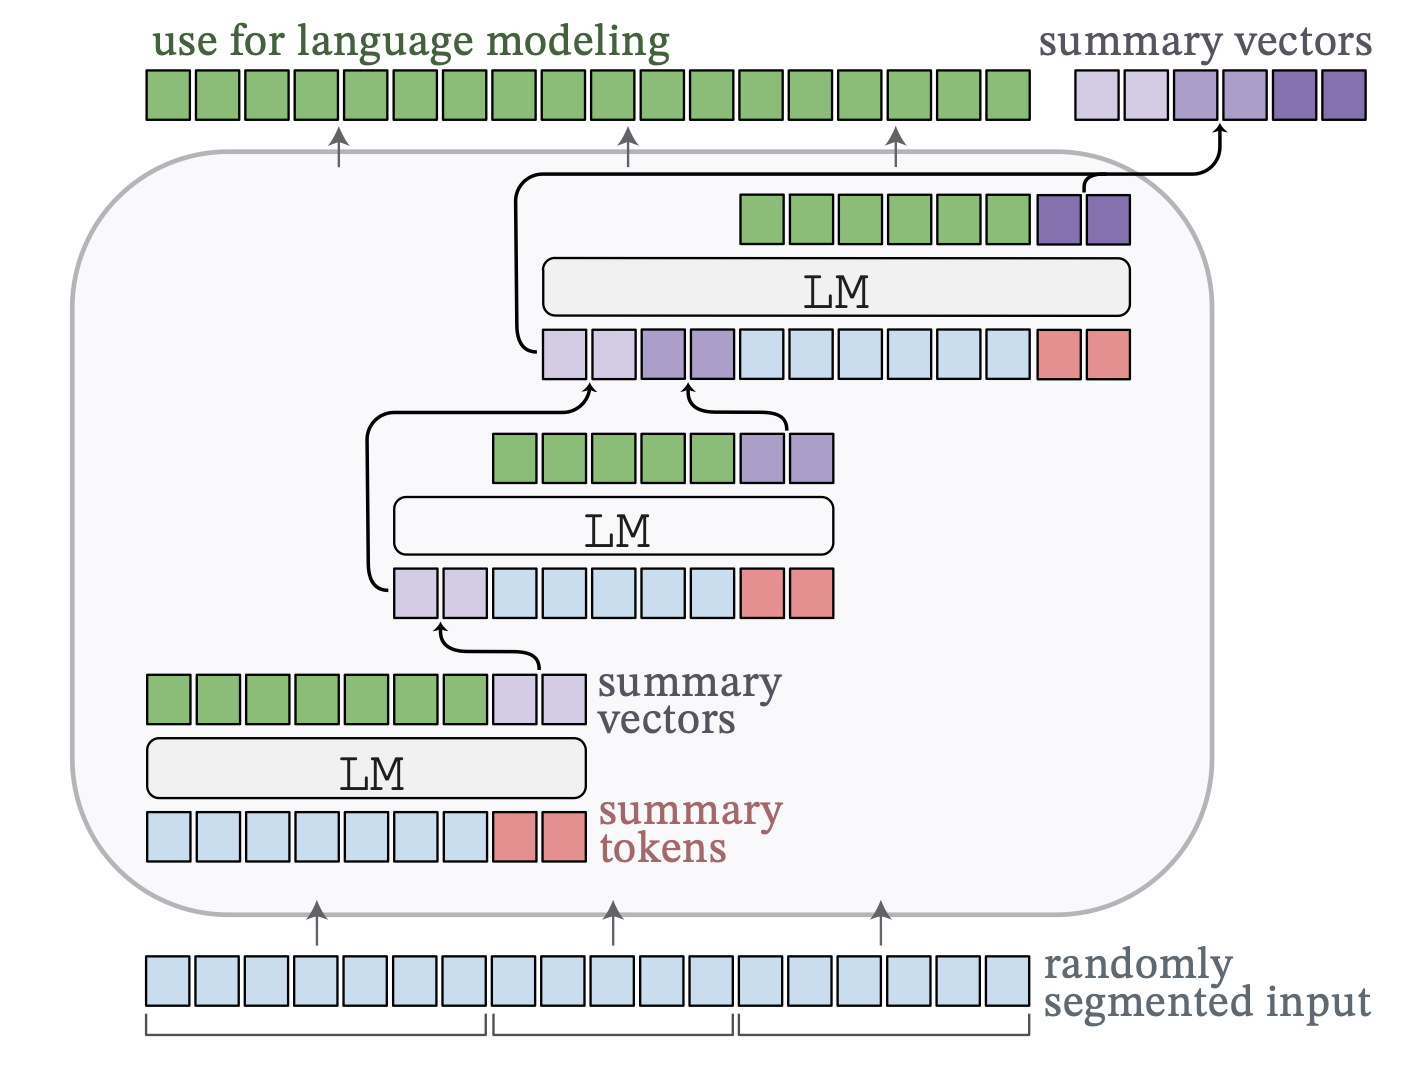 use for language modeling
summary vectors
LM
LM
summary
vectors
LM
summary
tokens
randomly
segmented input